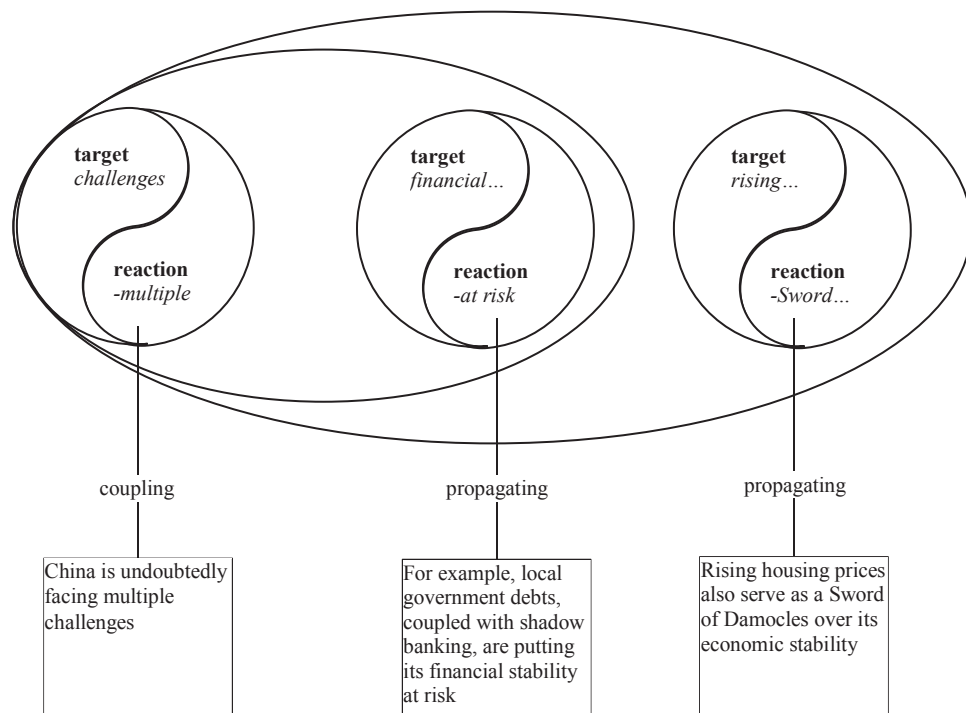 target
challenges
reaction
-multiple
target
financial…
reaction
-at risk
target
rising…
reaction
-Sword…
coupling
propagating
propagating
China is undoubtedly
facing multiple
challenges
For example, local
government debts,
coupled with shadow
banking, are putting
its financial stability
at risk
Rising housing prices
also serve as a Sword
of Damocles over its
economic stability